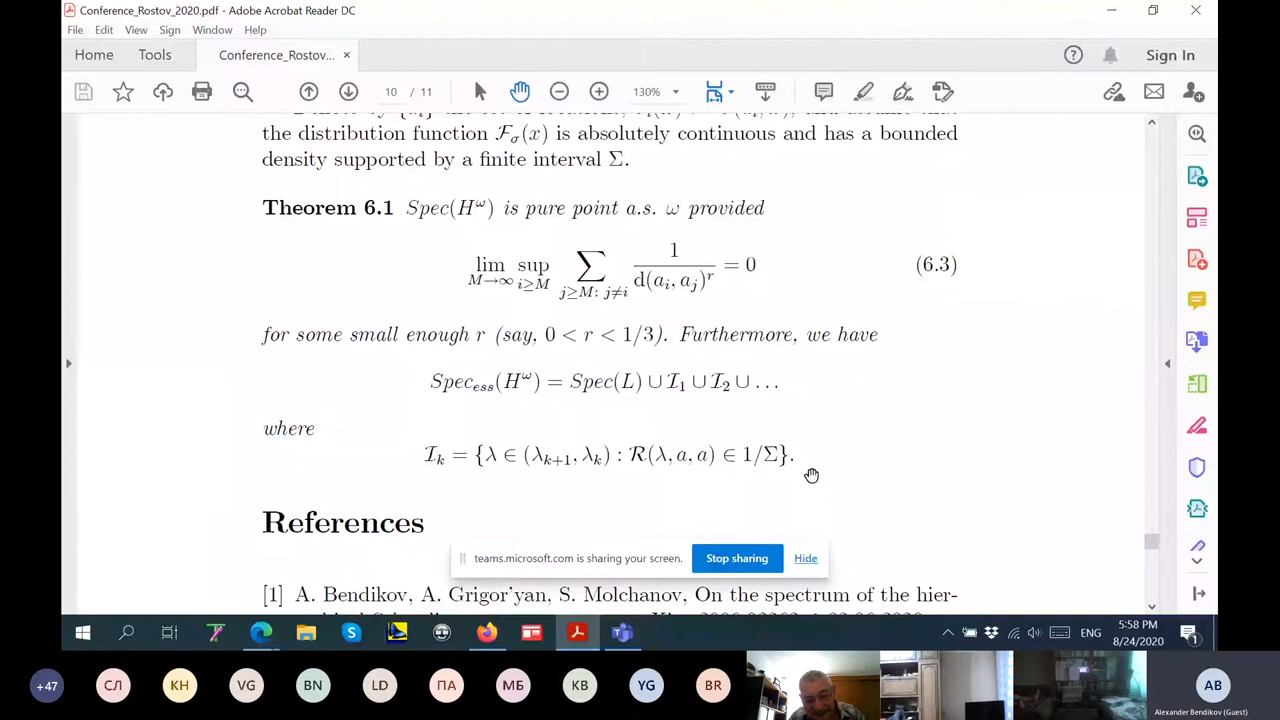 Conference_Rostov_2020.pdf - Adobe Acrobat Reader DC
File Edit View Sign Window Help
Home Tools Conference_Rostov... × Sign In
10 / 11 130%
the distribution function 𝓕σ(x) is absolutely continuous and has a bounded
density supported by a finite interval Σ.
Theorem 6.1 Spec(H^ω) is pure point a.s. ω provided
lim_{M→∞} sup_{i≥M} ∑_{j≥M: j≠i} 1/d(a_i, a_j)^r = 0 (6.3)
for some small enough r (say, 0 < r < 1/3). Furthermore, we have
Spec_ess(H^ω) = Spec(L) ∪ 𝓘_1 ∪ 𝓘_2 ∪ …
where
𝓘_k = {λ ∈ (λ_{k+1}, λ_k) : 𝓡(λ, a, a) ∈ 1/Σ}.
References
teams.microsoft.com is sharing your screen. Stop sharing Hide
[1] A. Bendikov, A. Grigor'yan, S. Molchanov, On the spectrum of the hier-
ENG 5:58 PM
8/24/2020
+47 СЛ КН VG BN LD ПА МБ КВ YG BR AB
Alexander Bendikov (Guest)